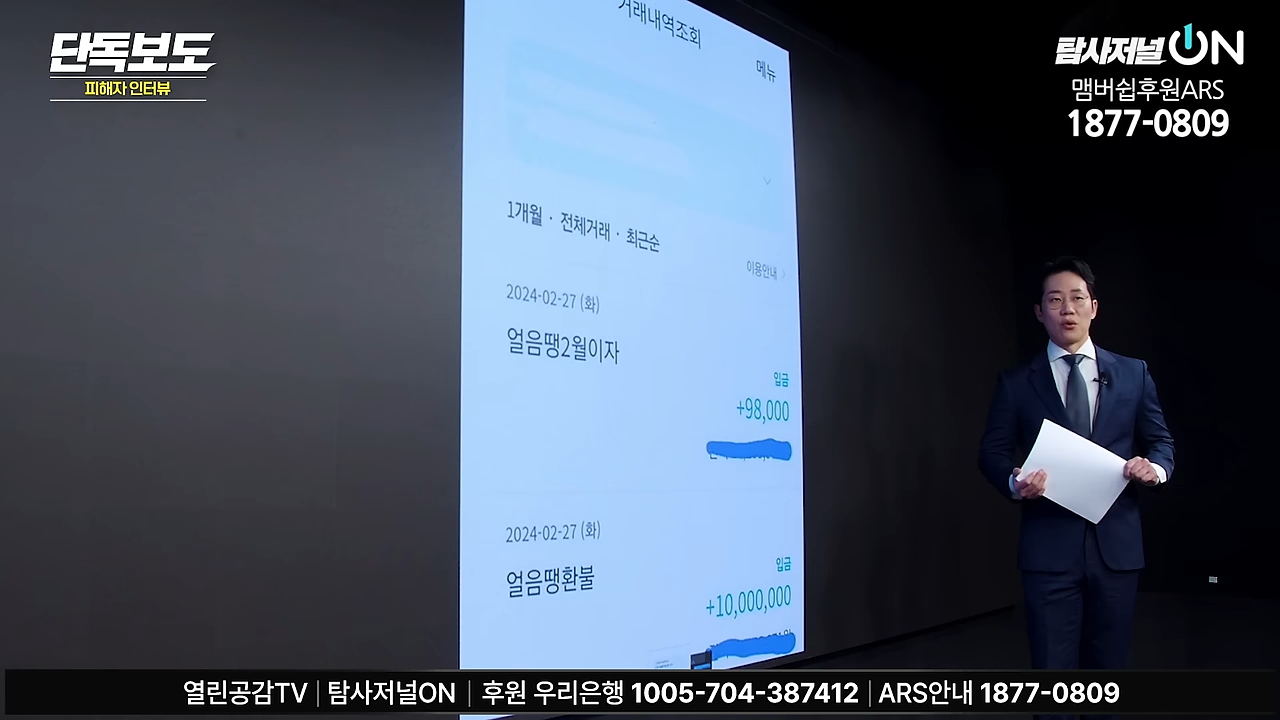 단독보도
피해자 인터뷰
탐사저널ON
맴버쉽후원ARS
1877-0809
거래내역조회
메뉴
1개월 · 전체거래 · 최근순
이용안내
2024-02-27 (화)
얼음땡2월이자
입금
+98,000
2024-02-27 (화)
얼음땡환불
입금
+10,000,000
열린공감TV | 탐사저널ON | 후원 우리은행 1005-704-387412 | ARS안내 1877-0809